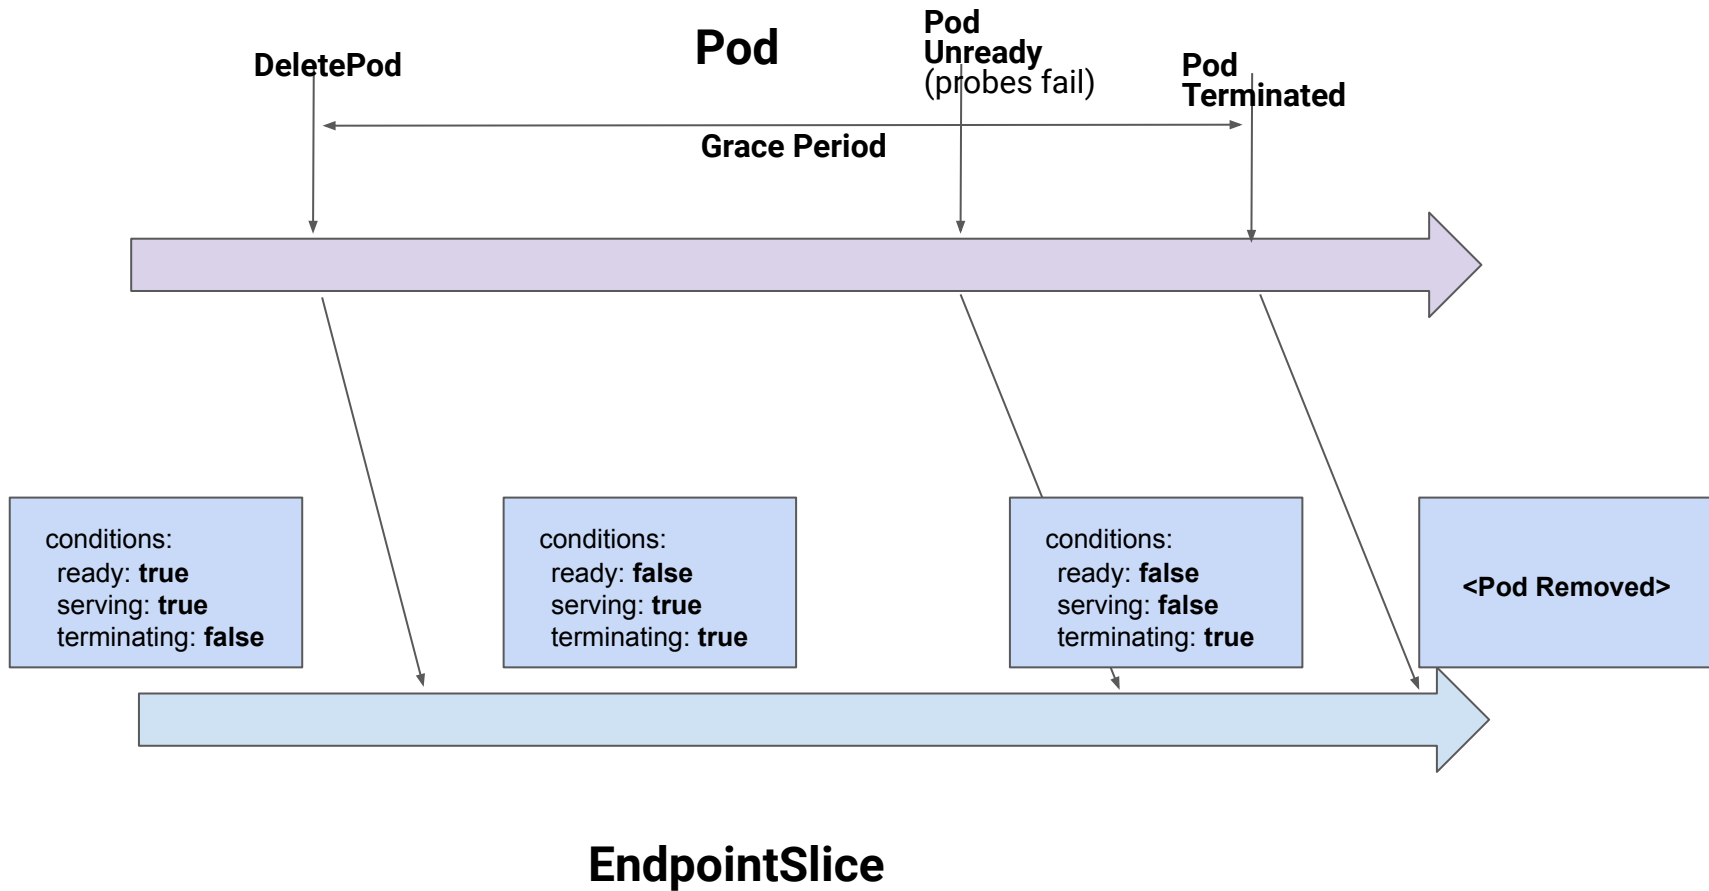 Pod
DeletePod
Pod
Unready
(probes fail)
Pod
Terminated
Grace Period
conditions:
ready: true
serving: true
terminating: false
conditions:
ready: false
serving: true
terminating: true
conditions:
ready: false
serving: false
terminating: true
<Pod Removed>
EndpointSlice